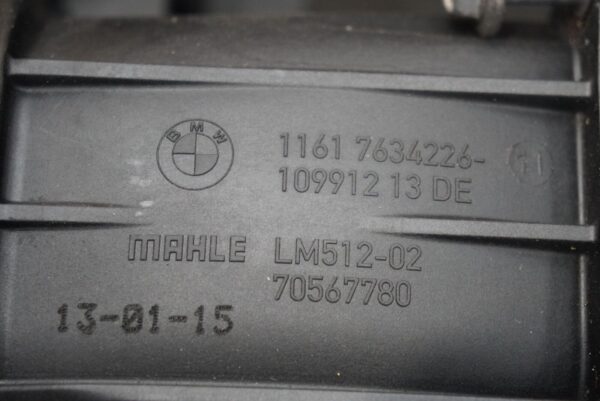 BMW
1161 7634226-
109912 13 DE
MAHLE LM512-02
70567780
13-01-15